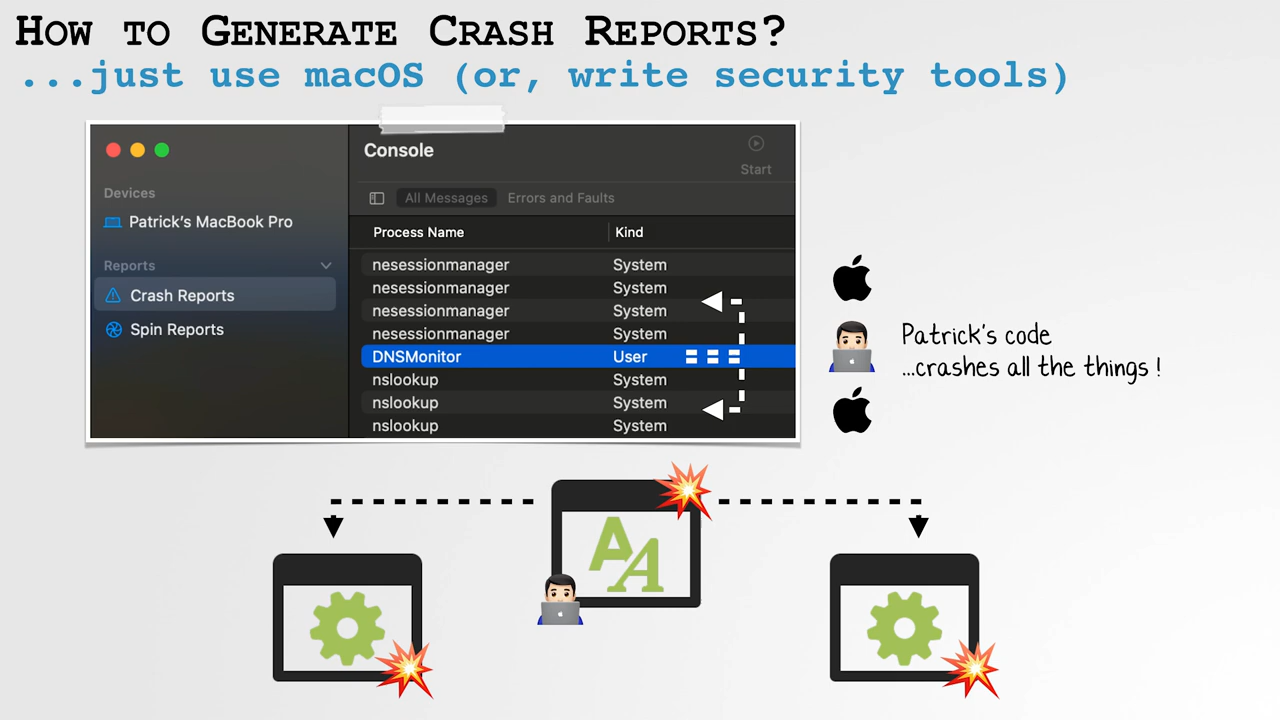 How to Generate Crash Reports?
...just use macOS (or, write security tools)
Console
Start
Devices
Patrick's MacBook Pro
All Messages Errors and Faults
Process Name Kind
Reports
Crash Reports
Spin Reports
nesessionmanager System
nesessionmanager System
nesessionmanager System
nesessionmanager System
DNSMonitor User
nslookup System
nslookup System
nslookup System
Patrick's code
...crashes all the things !
AA